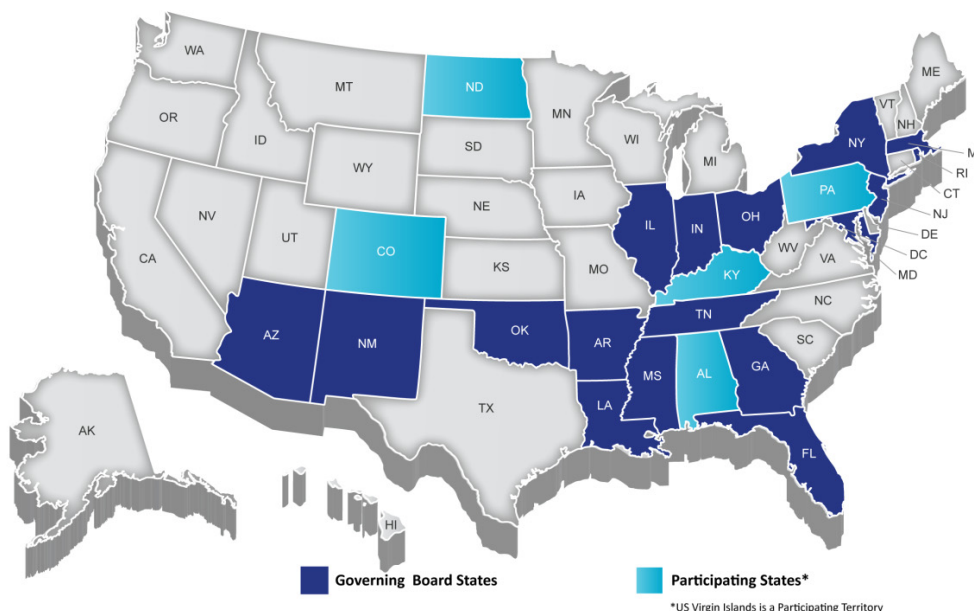 WA
MT
ND
MN
ME
VT
NH
OR
ID
WY
SD
WI
MI
NY
M
RI
CT
NJ
DE
DC
MD
NV
UT
NE
IA
IL
IN
OH
PA
WV
VA
CA
CO
KS
MO
KY
NC
TN
SC
AZ
NM
OK
AR
MS
AL
GA
LA
TX
FL
AK
HI
Governing Board States
Participating States*
*US Virgin Islands is a Participating Territory